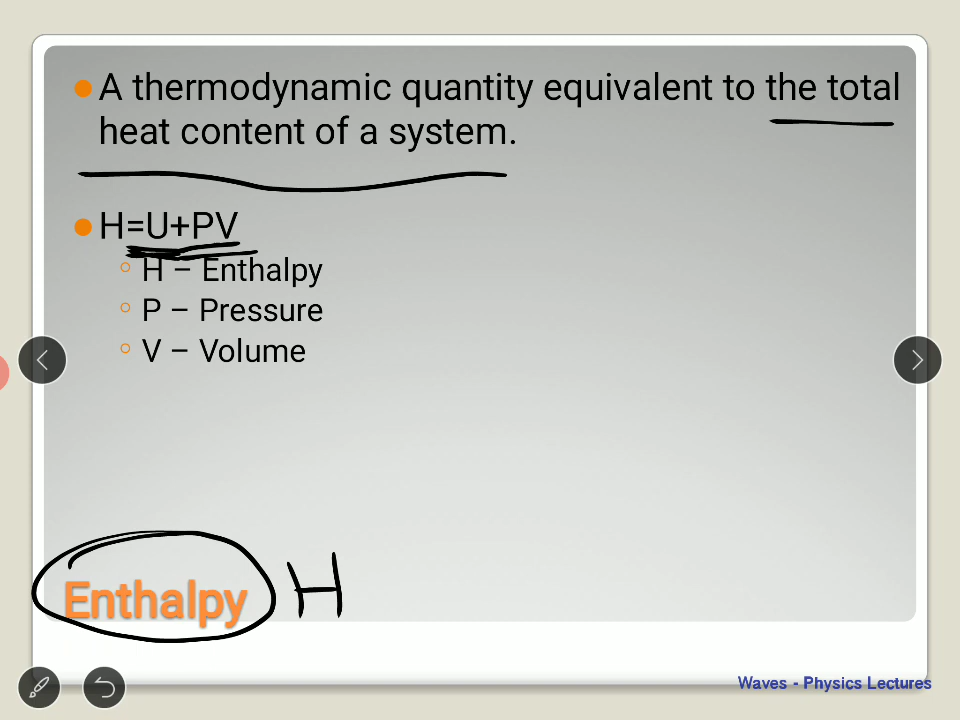 ●A thermodynamic quantity equivalent to the total
heat content of a system.
●H=U+PV
○ H – Enthalpy
○ P – Pressure
○ V – Volume
Enthalpy H
Waves - Physics Lectures